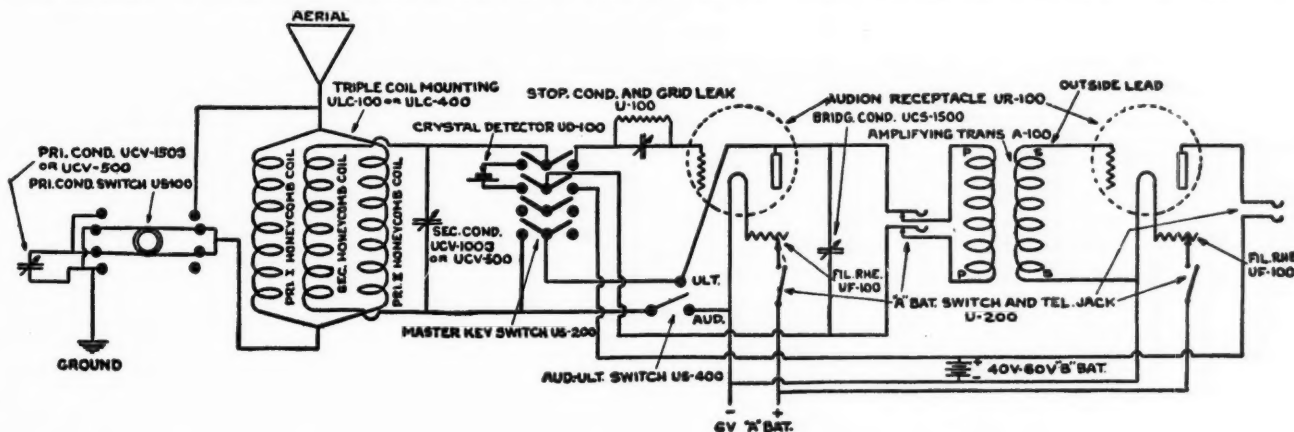 AERIAL
TRIPLE COIL MOUNTING
ULC-100 OR ULC-400
STOP. COND. AND GRID LEAK
U-100
AUDION RECEPTACLE UR-100
OUTSIDE LEAD
BRIDG. COND. UCS-1500
CRYSTAL DETECTOR UD-100
AMPLIFYING TRANS A-100
PRI. COND. UCV-1503
OR UCV-500
PRI. COND. SWITCH US100
PRI. I HONEYCOMB COIL
SEC. HONEYCOMB COIL
PRI. II HONEYCOMB COIL
SEC. COND.
UCV-1003
OR UCV-500
P
P
S
S
ULT.
AUD.
FIL. RHE.
UF-100
FIL. RHE.
UF-100
"A" BAT. SWITCH AND TEL. JACK
U-200
MASTER KEY SWITCH US-200
GROUND
AUD-ULT. SWITCH US-400
+
-
40V-60V "B" BAT.
- +
6V "A" BAT.